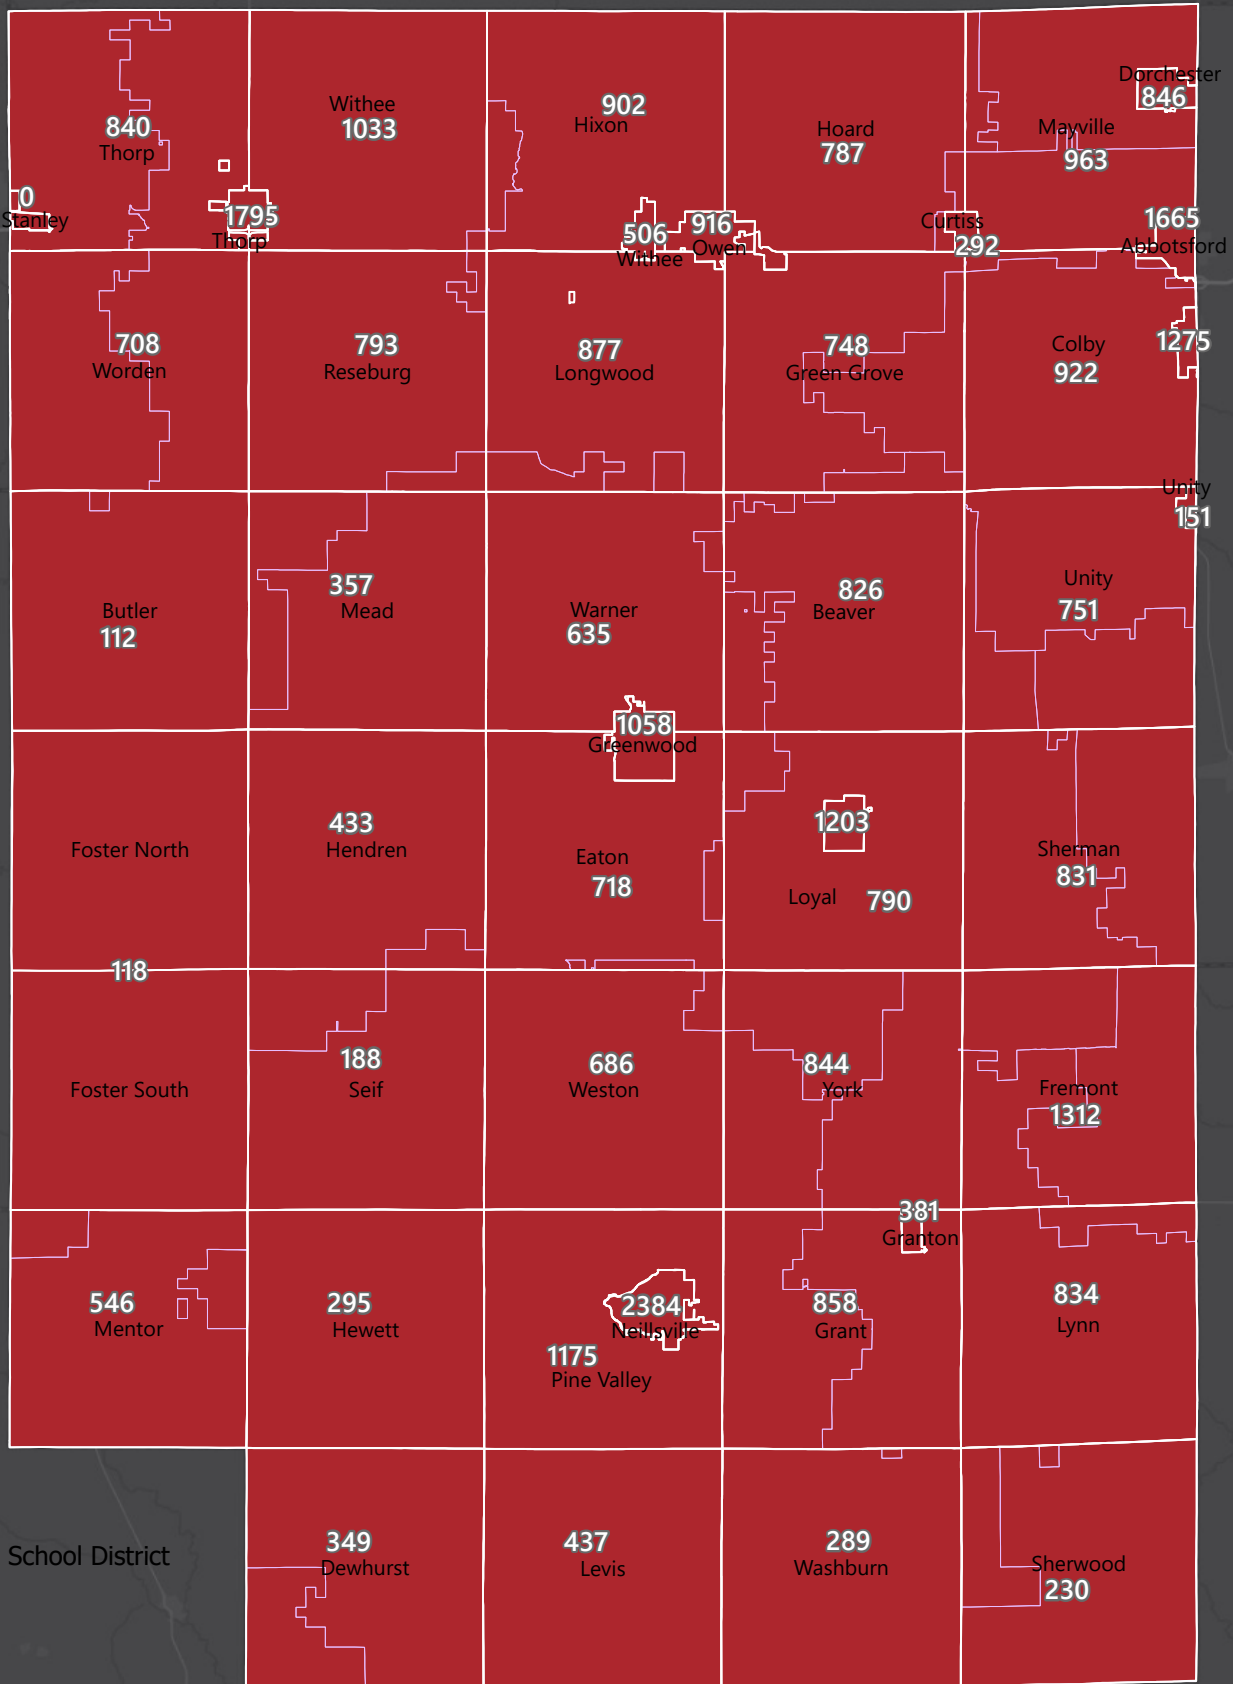 Dorchester
846
902
Hixon
Withee
1033
840
Thorp
Hoard
787
Mayville
963
0
Stanley
1795
Thorp
506
Withee
916
Owen
Curtiss
292
1665
Abbotsford
708
Worden
793
Reseburg
877
Longwood
748
Green Grove
Colby
922
1275
Unity
151
Butler
112
357
Mead
Warner
635
826
Beaver
Unity
751
1058
Greenwood
Foster North
433
Hendren
Eaton
718
1203
Loyal 790
Sherman
831
118
Foster South
188
Seif
686
Weston
844
York
Fremont
1312
381
Granton
546
Mentor
295
Hewett
2384
Neillsville
1175
Pine Valley
858
Grant
834
Lynn
349
Dewhurst
437
Levis
289
Washburn
Sherwood
230
School District